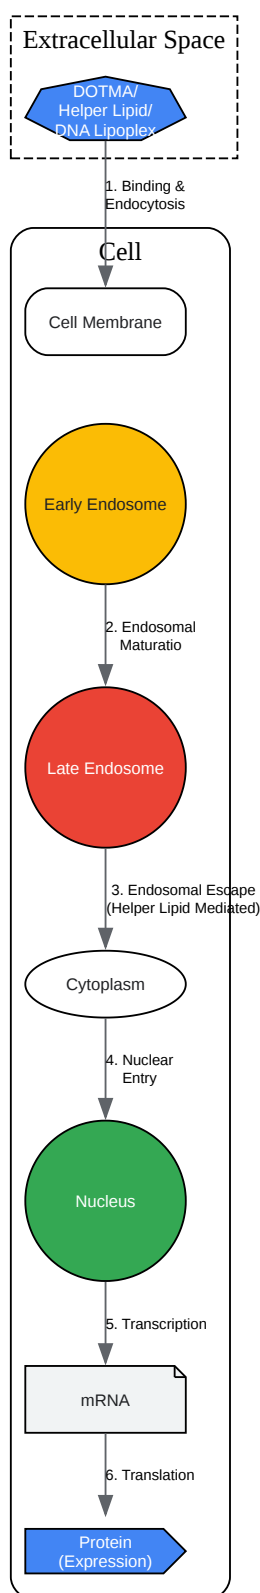 Extracellular Space
DOTMA/
Helper Lipid/
DNA Lipoplex
1. Binding &
Endocytosis
Cell
Cell Membrane
Early Endosome
2. Endosomal
Maturatio
Late Endosome
3. Endosomal Escape
(Helper Lipid Mediated)
Cytoplasm
4. Nuclear
Entry
Nucleus
5. Transcription
mRNA
6. Translation
Protein
(Expression)